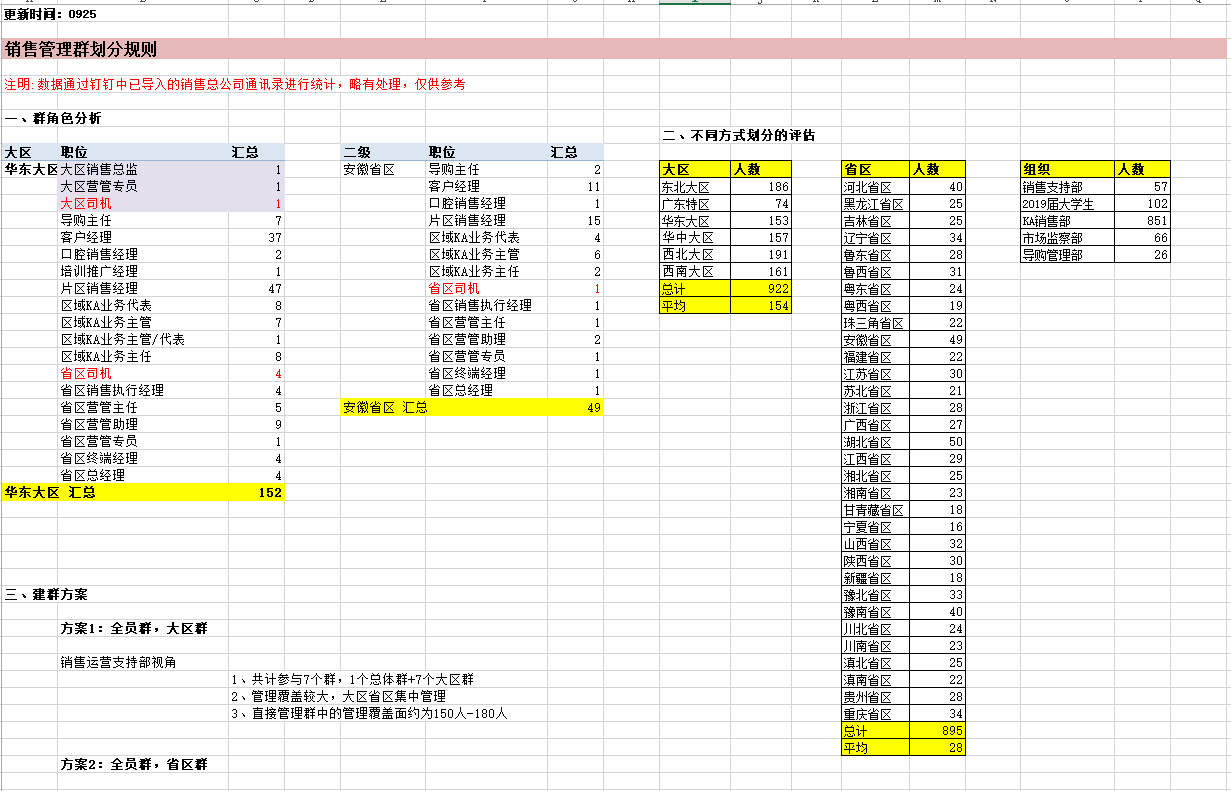 更新时间：0925
销售管理群划分规则
注明:数据通过钉钉中已导入的销售总公司通讯录进行统计，略有处理，仅供参考
一、群角色分析
大区 职位 汇总
华东大区 大区销售总监 1
大区营管专员 1
大区司机 1
导购主任 7
客户经理 37
口腔销售经理 2
培训推广经理 1
片区销售经理 47
区域KA业务代表 8
区域KA业务主管 7
区域KA业务主管/代表 1
区域KA业务主任 8
省区司机 4
省区销售执行经理 4
省区营管主任 5
省区营管助理 9
省区营管专员 1
省区终端经理 4
省区总经理 4
华东大区 汇总 152
二级 职位 汇总
安徽省区 导购主任 2
客户经理 11
口腔销售经理 1
片区销售经理 15
区域KA业务代表 4
区域KA业务主管 6
区域KA业务主任 2
省区司机 1
省区销售执行经理 1
省区营管主任 1
省区营管助理 2
省区营管专员 1
省区终端经理 1
省区总经理 1
安徽省区 汇总 49
二、不同方式划分的评估
大区 人数
东北大区 186
广东特区 74
华东大区 153
华中大区 157
西北大区 191
西南大区 161
总计 922
平均 154
省区 人数
河北省区 40
黑龙江省区 25
吉林省区 25
辽宁省区 34
鲁东省区 28
鲁西省区 31
粤东省区 24
粤西省区 19
珠三角省区 22
安徽省区 49
福建省区 22
江苏省区 30
苏北省区 21
浙江省区 28
广西省区 27
湖北省区 50
江西省区 29
湘北省区 25
湘南省区 23
甘青藏省区 18
宁夏省区 16
山西省区 32
陕西省区 30
新疆省区 18
豫北省区 33
豫南省区 40
川北省区 24
川南省区 23
滇北省区 25
滇南省区 22
贵州省区 28
重庆省区 34
总计 895
平均 28
组织 人数
销售支持部 57
2019届大学生 102
KA销售部 851
市场监察部 66
导购管理部 26
三、建群方案
方案1：全员群，大区群
销售运营支持部视角
1、共计参与7个群，1个总体群+7个大区群
2、管理覆盖较大，大区省区集中管理
3、直接管理群中的管理覆盖面约为150人-180人
方案2：全员群，省区群